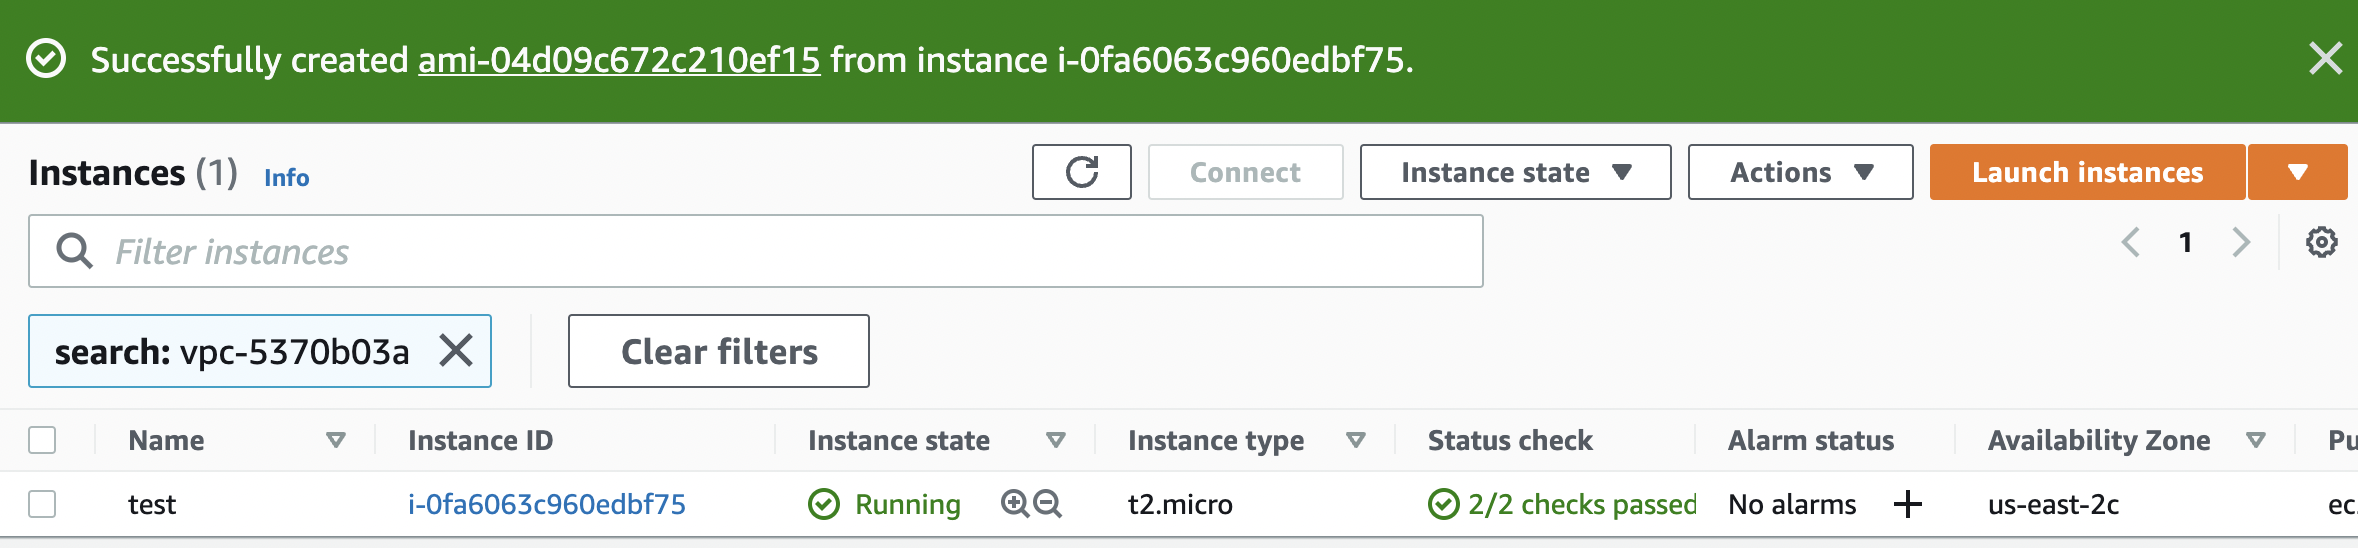 Successfully created ami-04d09c672c210ef15 from instance i-0fa6063c960edbf75.
Instances (1) Info Connect Instance state Actions Launch instances
Filter instances 1
search: vpc-5370b03a Clear filters
Name Instance ID Instance state Instance type Status check Alarm status Availability Zone Pu
test i-0fa6063c960edbf75 Running t2.micro 2/2 checks passed No alarms + us-east-2c ec